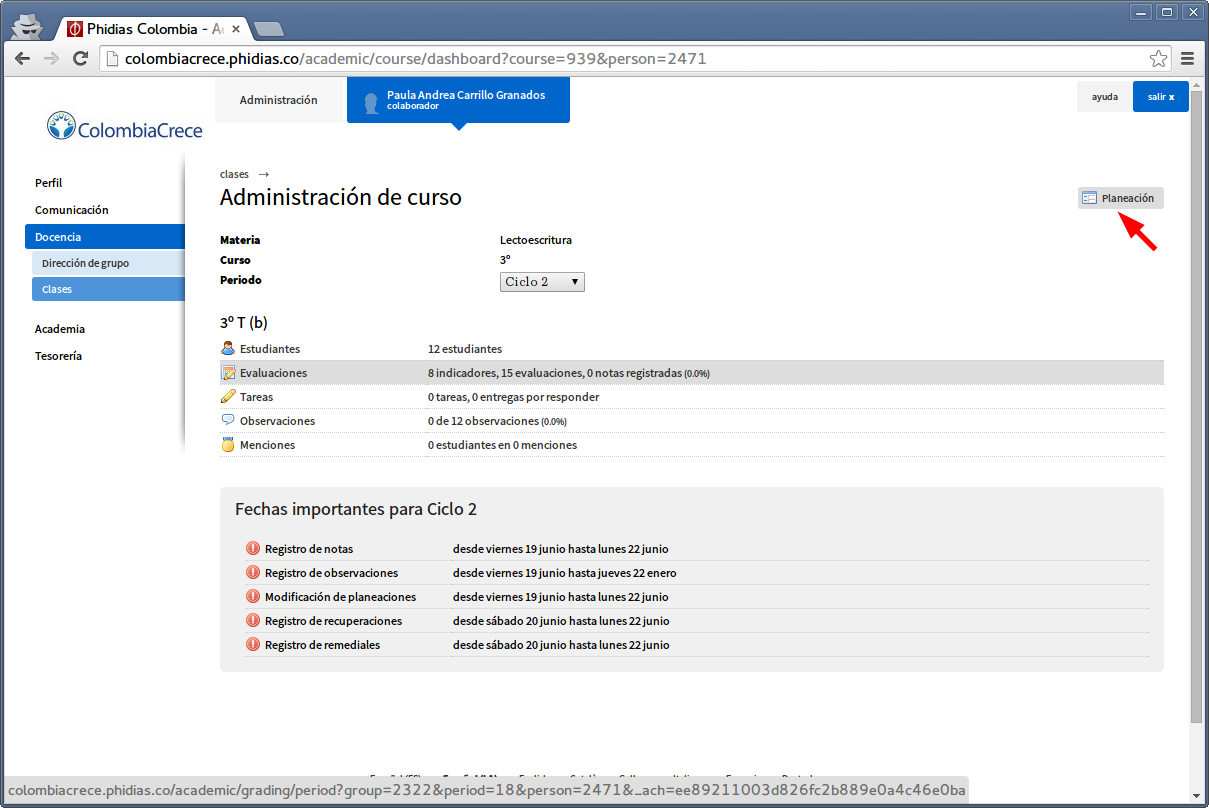 Phidias Colombia - Ac
colombiacrece.phidias.co/academic/course/dashboard?course=939&person=2471
Administración
Paula Andrea Carrillo Granados
colaborador
ayuda
salir x
ColombiaCrece
Perfil
Comunicación
Docencia
Dirección de grupo
Clases
Academia
Tesorería
clases →
Administración de curso
Planeación
Materia Lectoescritura
Curso 3º
Periodo Ciclo 2
3º T (b)
Estudiantes 12 estudiantes
Evaluaciones 8 indicadores, 15 evaluaciones, 0 notas registradas (0.0%)
Tareas 0 tareas, 0 entregas por responder
Observaciones 0 de 12 observaciones (0.0%)
Menciones 0 estudiantes en 0 menciones
Fechas importantes para Ciclo 2
Registro de notas desde viernes 19 junio hasta lunes 22 junio
Registro de observaciones desde viernes 19 junio hasta jueves 22 enero
Modificación de planeaciones desde viernes 19 junio hasta lunes 22 junio
Registro de recuperaciones desde sábado 20 junio hasta lunes 22 junio
Registro de remediales desde sábado 20 junio hasta lunes 22 junio
colombiacrece.phidias.co/academic/grading/period?group=2322&period=18&person=2471&_ach=ee89211003d826fc2b889e0a4c46e0ba